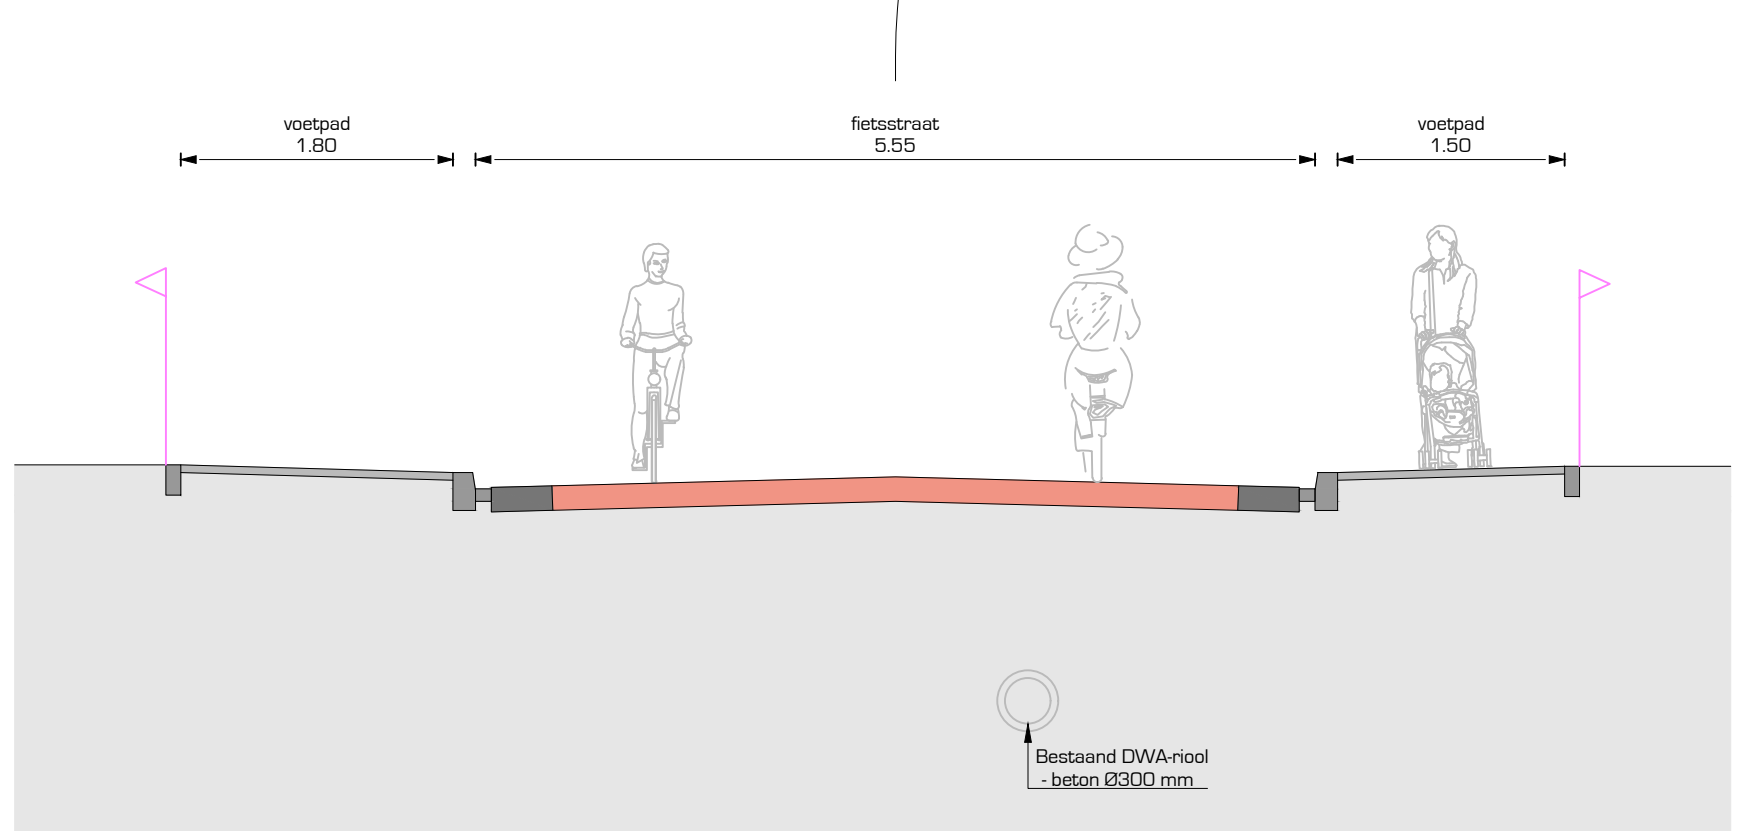 voetpad
1.80
fietsstraat
5.55
voetpad
1.50
Bestaand DWA-riool
- beton Ø300 mm